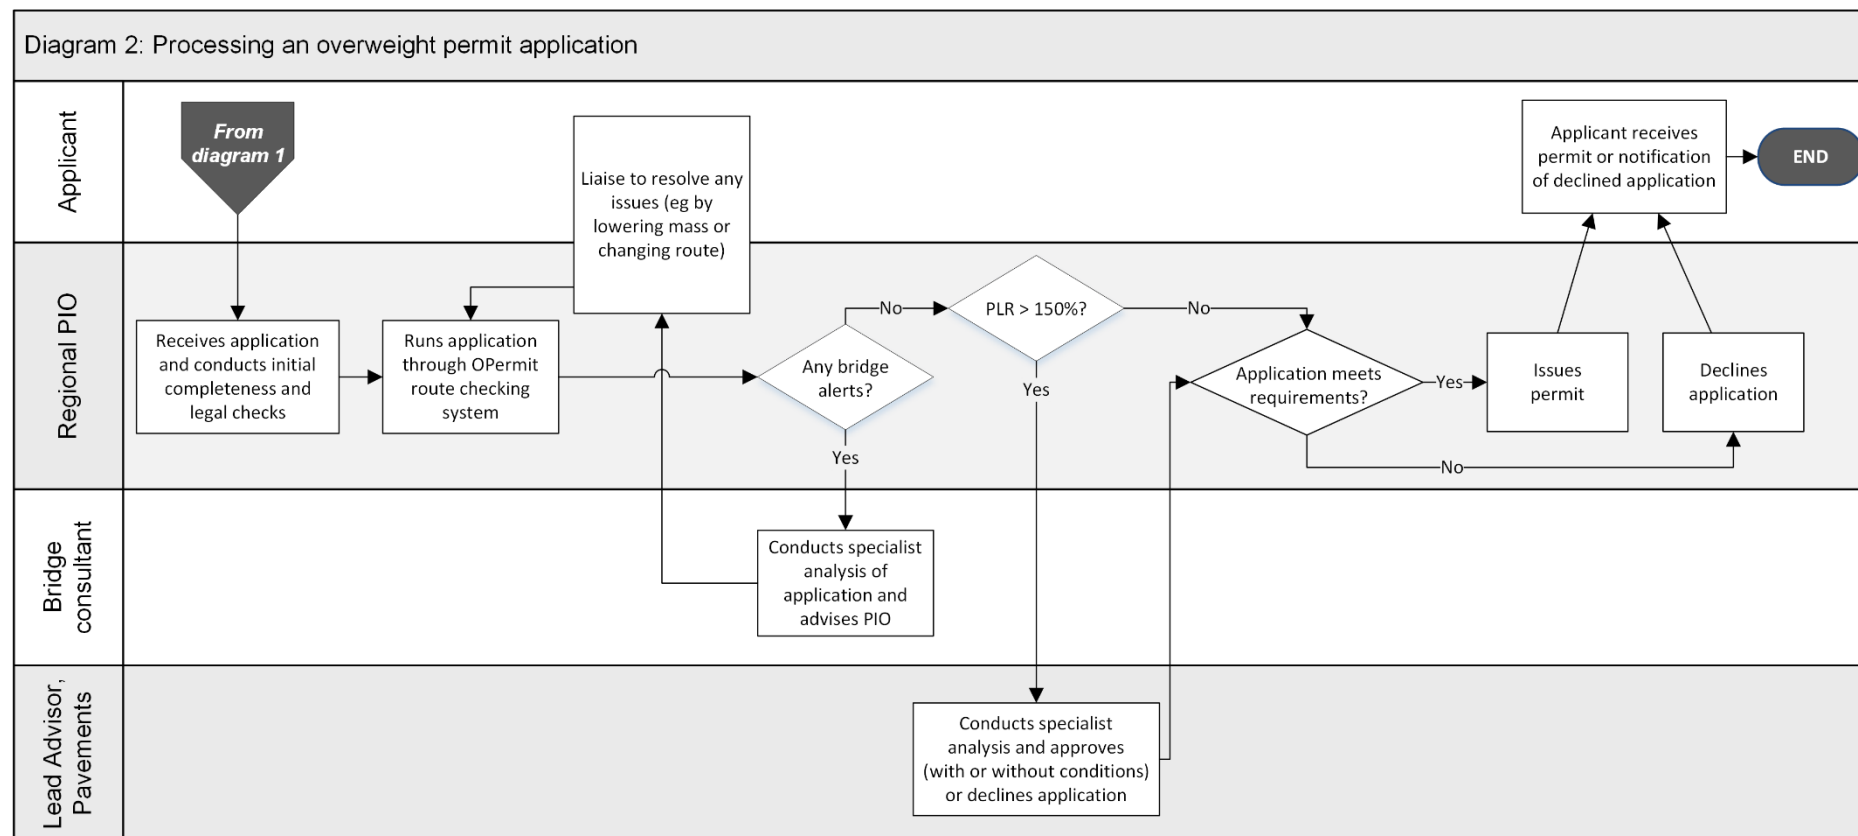 Diagram 2: Processing an overweight permit application
Applicant
From
diagram 1
Liaise to resolve any
issues (eg by
lowering mass or
changing route)
Applicant receives
permit or notification
of declined application
END
Regional PIO
Receives application
and conducts initial
completeness and
legal checks
Runs application
through OPermit
route checking
system
Any bridge
alerts?
No
Yes
PLR > 150%?
No
Yes
Application meets
requirements?
Yes
No
Issues
permit
Declines
application
Bridge
consultant
Conducts specialist
analysis of
application and
advises PIO
Lead Advisor,
Pavements
Conducts specialist
analysis and approves
(with or without conditions)
or declines application